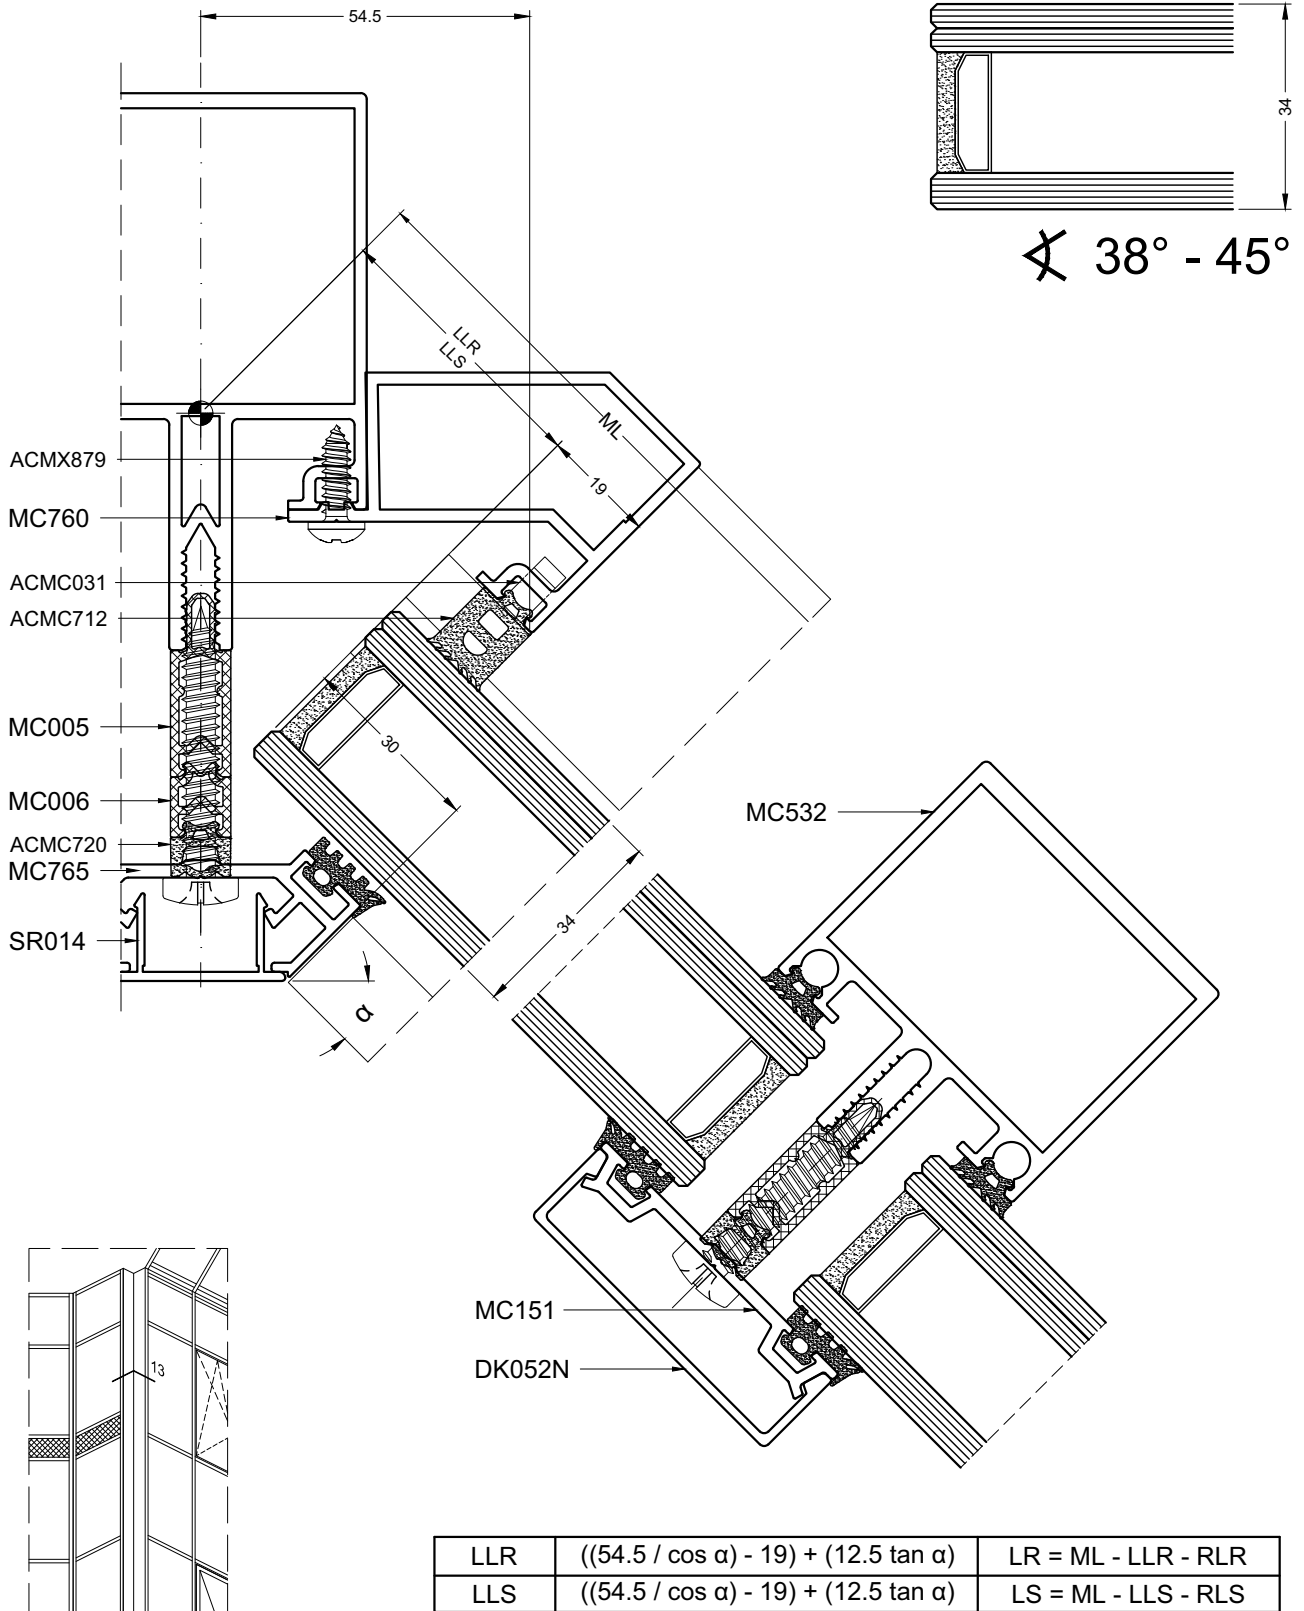 54.5
34
∢ 38° - 45°
LLR
LLS
ML
19
ACMX879
MC760
ACMC031
ACMC712
MC005
30
MC006
MC532
ACMC720
MC765
34
SR014
α
MC151
DK052N
13
LLR ((54.5 / cos α) - 19) + (12.5 tan α) LR = ML - LLR - RLR
LLS ((54.5 / cos α) - 19) + (12.5 tan α) LS = ML - LLS - RLS